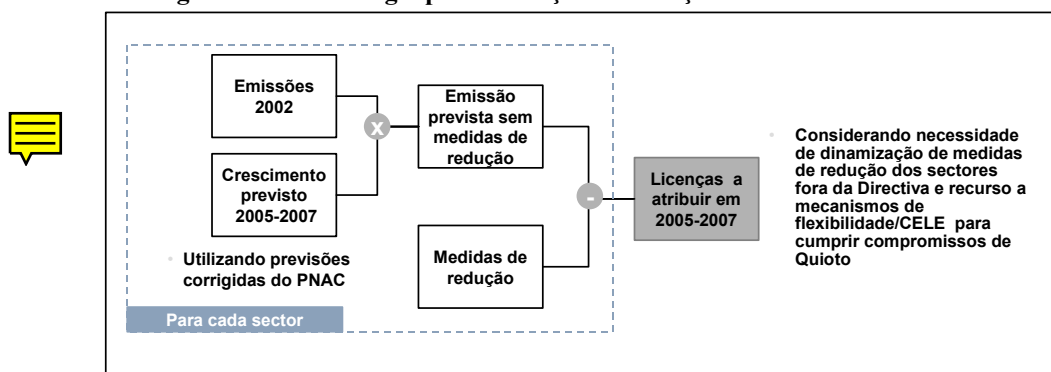 Emissões
2002
Crescimento
previsto
2005-2007
Utilizando previsões
corrigidas do PNAC
Para cada sector
x
Emissão
prevista sem
medidas de
redução
Medidas de
redução
-
Licenças a
atribuir em
2005-2007
Considerando necessidade
de dinamização de medidas
de redução dos sectores
fora da Directiva e recurso a
mecanismos de
flexibilidade/CELE para
cumprir compromissos de
Quioto